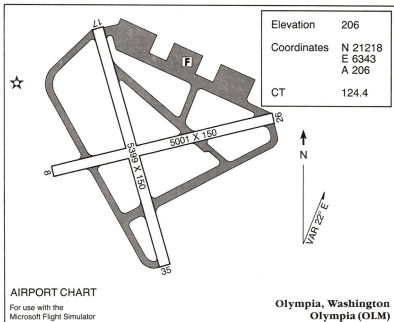 Elevation 206
Coordinates N 21218
E 6343
A 206
CT 124.4
17
F
26
5001 X 150
5399 X 150
8
N
VAR 22° E
35
AIRPORT CHART
For use with the
Microsoft Flight Simulator
Olympia, Washington
Olympia (OLM)